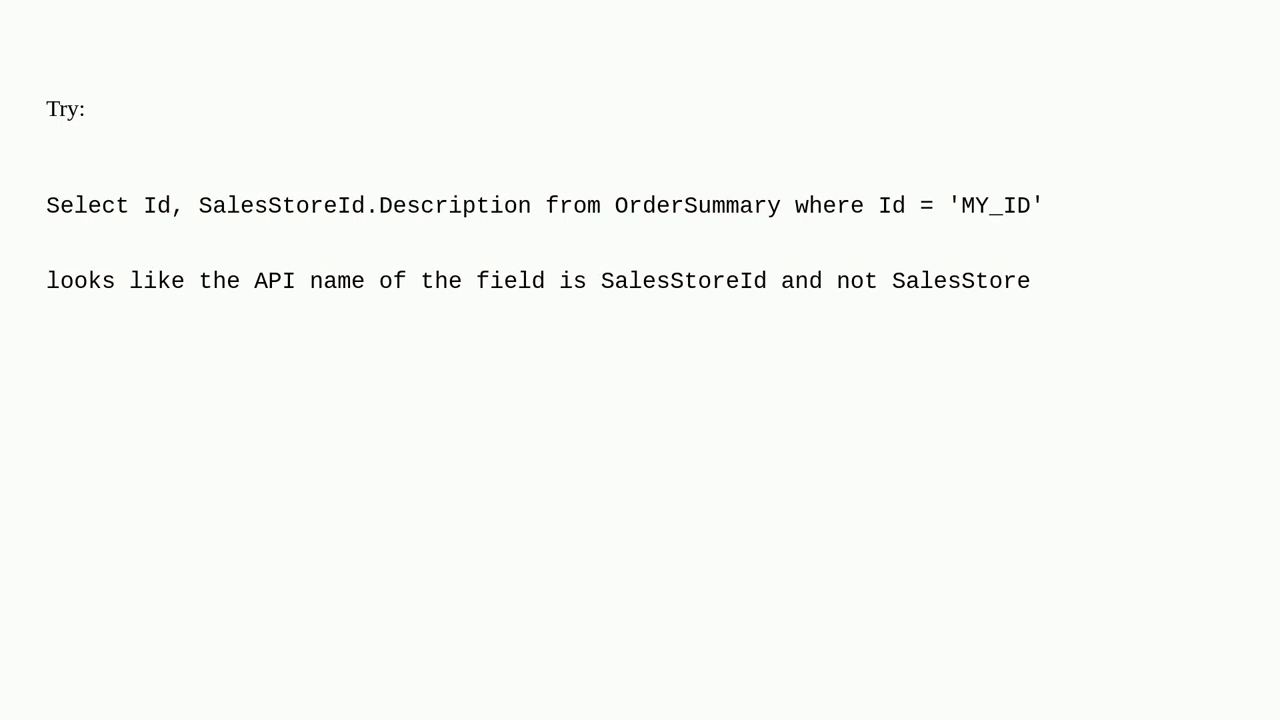 Try:
Select Id, SalesStoreId.Description from OrderSummary where Id = 'MY_ID'
looks like the API name of the field is SalesStoreId and not SalesStore